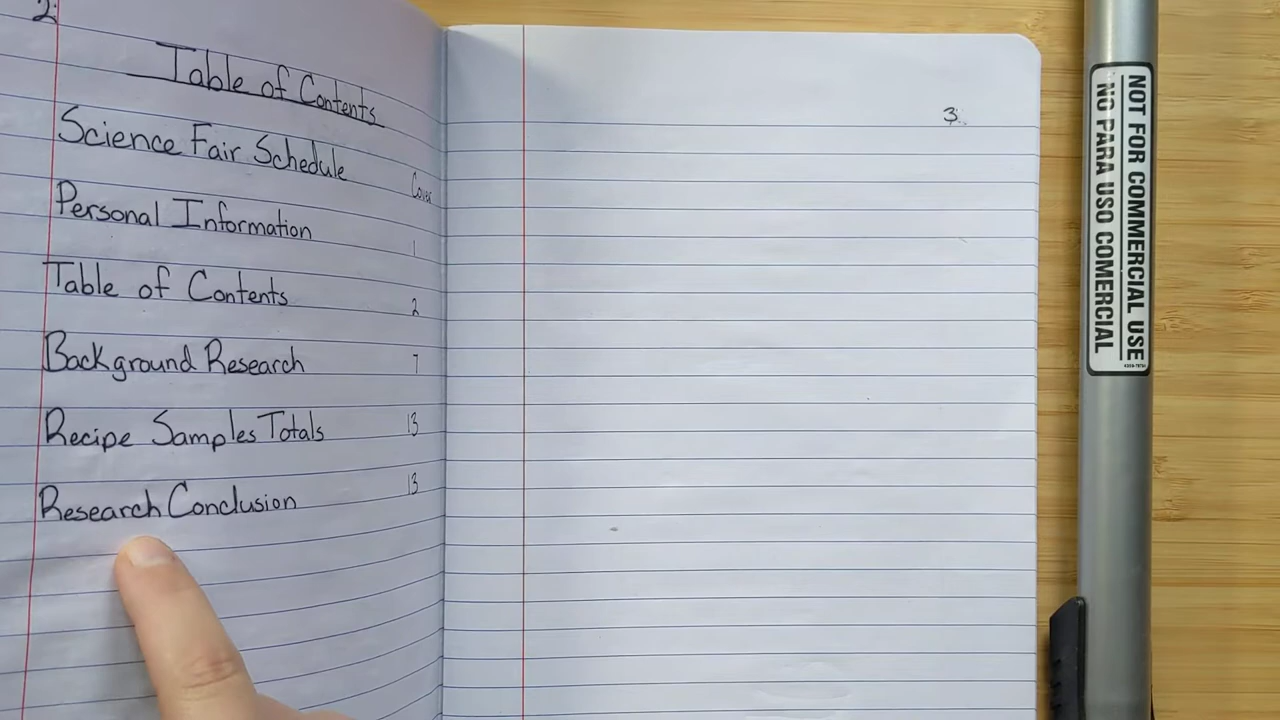 2
Table of Contents
Science Fair Schedule Cover
Personal Information 1
Table of Contents 2
Background Research 7
Recipe Samples Totals 13
Research Conclusion 13
3
NOT FOR COMMERCIAL USE
NO PARA USO COMERCIAL